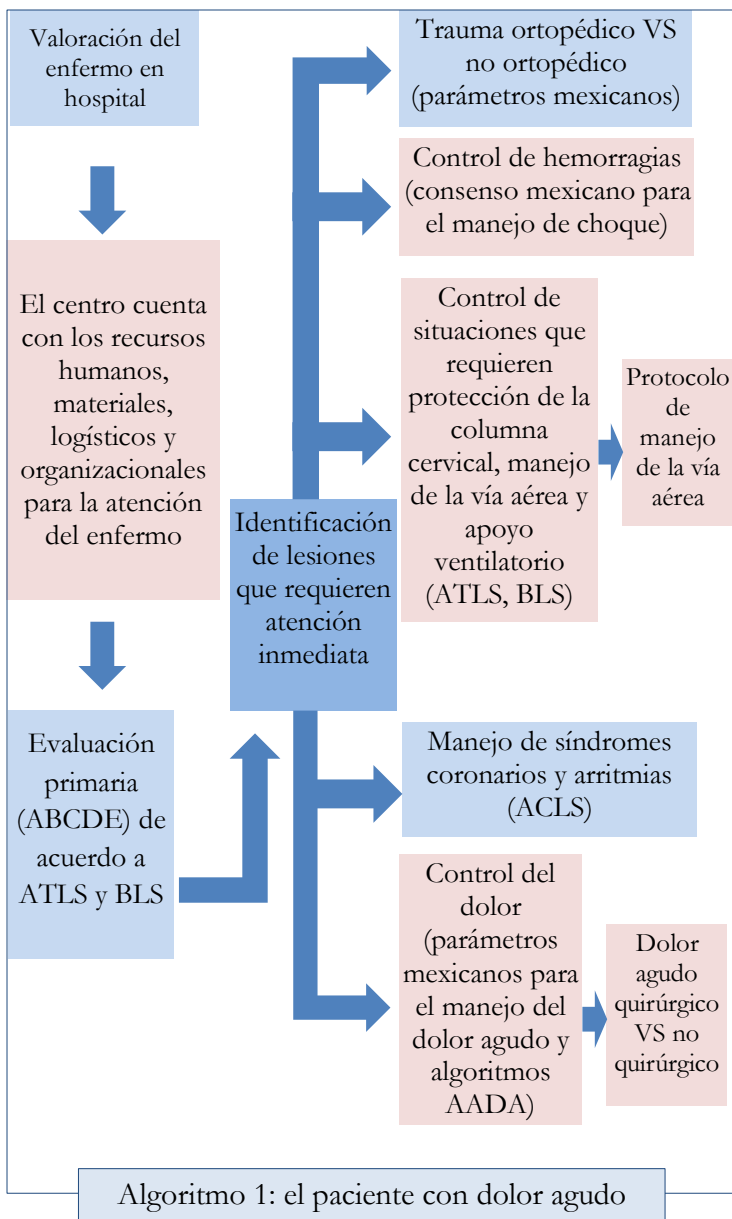 Valoración del
enfermo en
hospital
El centro cuenta
con los recursos
humanos,
materiales,
logísticos y
organizacionales
para la atención
del enfermo
Evaluación
primaria
(ABCDE) de
acuerdo a
ATLS y BLS
Identificación
de lesiones
que requieren
atención
inmediata
Trauma ortopédico VS
no ortopédico
(parámetros mexicanos)
Control de hemorragias
(consenso mexicano para
el manejo de choque)
Control de
situaciones que
requieren
protección de la
columna
cervical, manejo
de la vía aérea y
apoyo
ventilatorio
(ATLS, BLS)
Protocolo
de
manejo
de la vía
aérea
Manejo de síndromes
coronarios y arritmias
(ACLS)
Control del
dolor
(parámetros
mexicanos para
el manejo del
dolor agudo y
algoritmos
AADA)
Dolor
agudo
quirúrgico
VS no
quirúrgico
Algoritmo 1: el paciente con dolor agudo